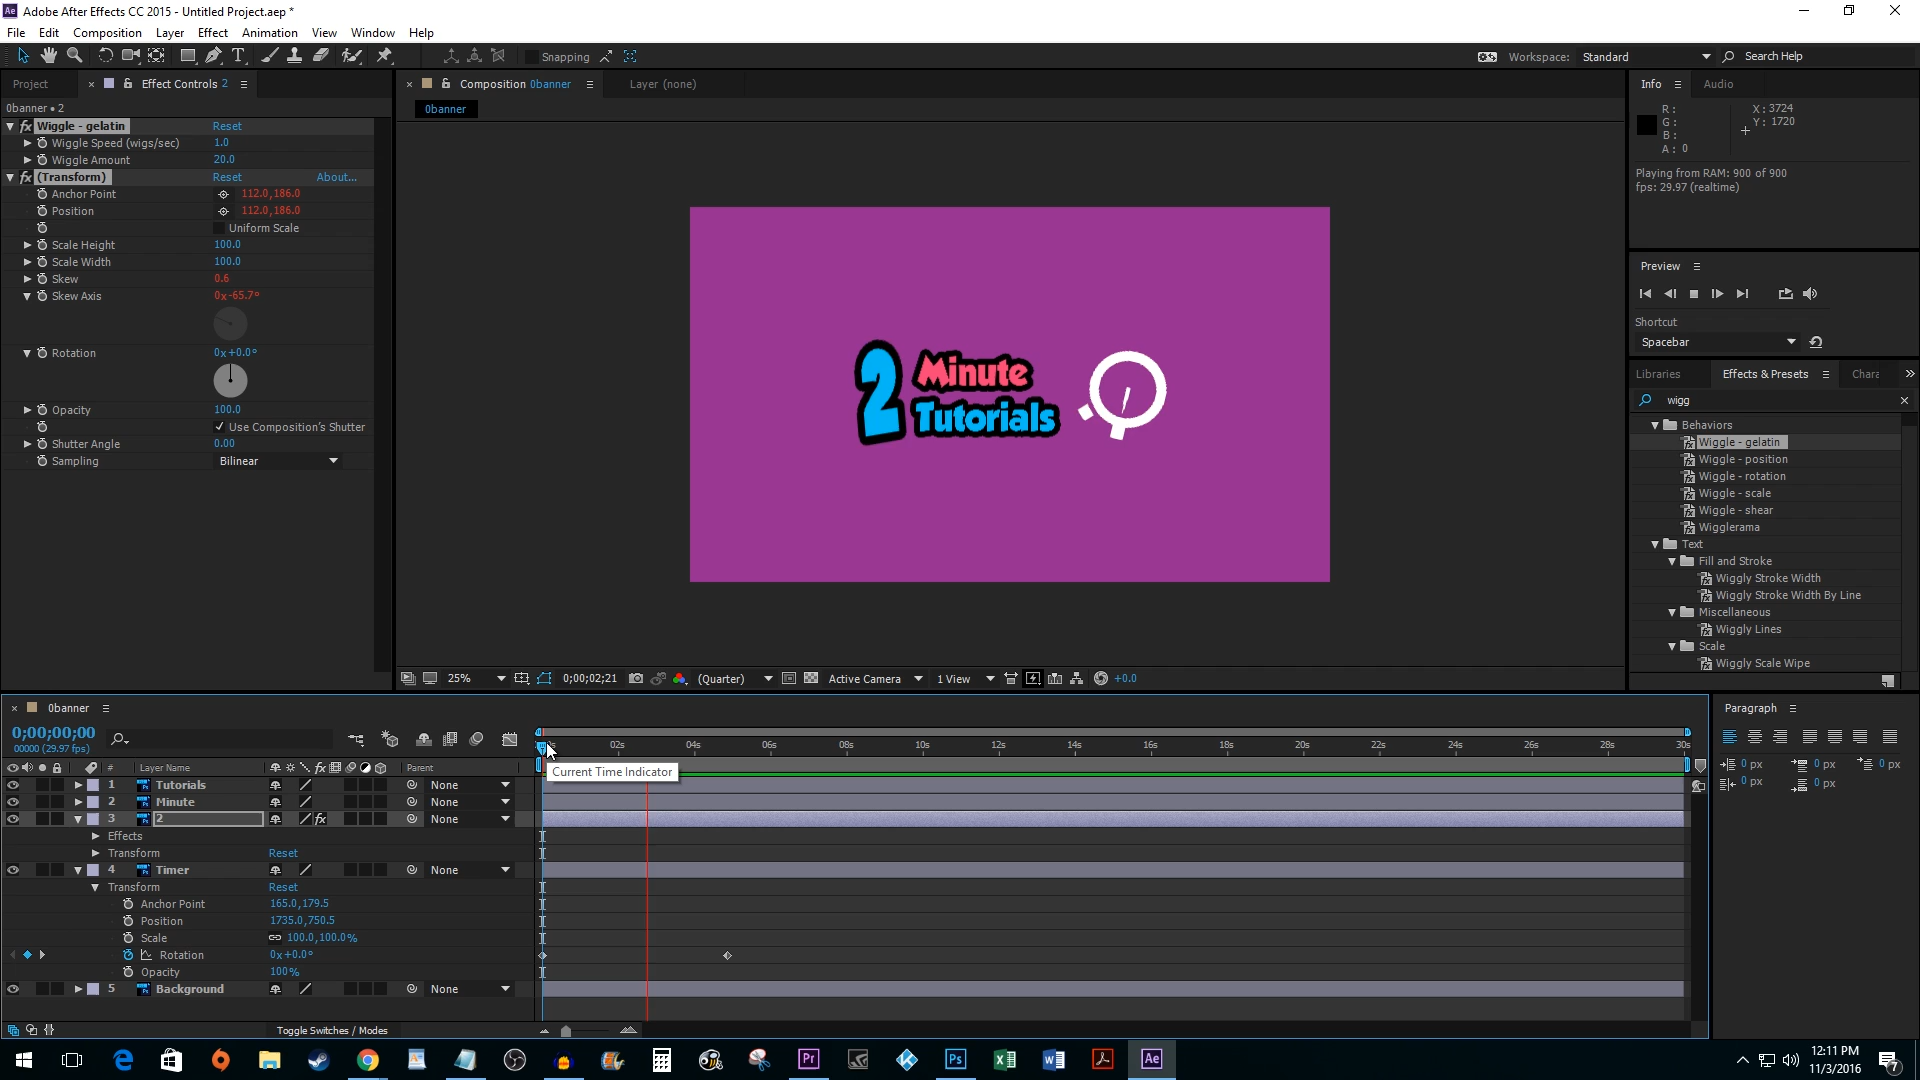 Adobe After Effects CC 2015 - Untitled Project.aep *
File Edit Composition Layer Effect Animation View Window Help
Snapping
Workspace: Standard
Search Help
Project
Effect Controls 2
0banner • 2
fx Wiggle - gelatin Reset
Wiggle Speed (wigs/sec) 1.0
Wiggle Amount 20.0
fx (Transform) Reset About...
Anchor Point 112.0,186.0
Position 112.0,186.0
Uniform Scale
Scale Height 100.0
Scale Width 100.0
Skew 0.6
Skew Axis 0x-65.7°
Rotation 0x+0.0°
Opacity 100.0
Use Composition's Shutter
Shutter Angle 0.00
Sampling Bilinear
Composition 0banner
Layer (none)
0banner
2 Minute
Tutorials
25% 0;00;02;21 (Quarter) Active Camera 1 View +0.0
Info Audio
R:
G:
B:
A: 0
X: 3724
Y: 1720
Playing from RAM: 900 of 900
fps: 29.97 (realtime)
Preview
Shortcut
Spacebar
Libraries Effects & Presets Chara
wigg
Behaviors
Wiggle - gelatin
Wiggle - position
Wiggle - rotation
Wiggle - scale
Wiggle - shear
Wigglerama
Text
Fill and Stroke
Wiggly Stroke Width
Wiggly Stroke Width By Line
Miscellaneous
Wiggly Lines
Scale
Wiggly Scale Wipe
0banner
0;00;00;00
00000 (29.97 fps)
02s 04s 06s 08s 10s 12s 14s 16s 18s 20s 22s 24s 26s 28s 30s
# Layer Name fx Parent
Current Time Indicator
1 Tutorials None
2 Minute None
3 2 fx None
Effects
Transform Reset
4 Timer None
Transform Reset
Anchor Point 165.0,179.5
Position 1735.0,750.5
Scale 100.0,100.0%
Rotation 0x+0.0°
Opacity 100%
5 Background None
Toggle Switches / Modes
Paragraph
0 px 0 px 0 px
0 px 0 px
Pr Ps Ae
12:11 PM
11/3/2016
7